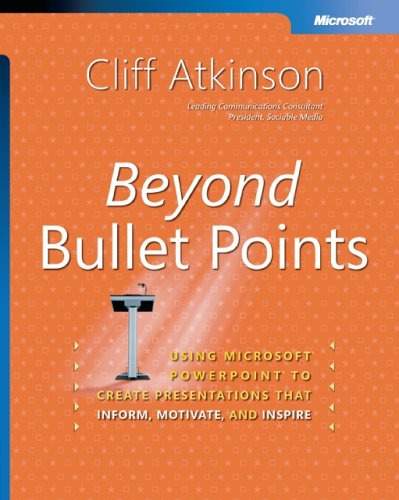 Microsoft
Cliff Atkinson
Leading Communications Consultant
President, Sociable Media
Beyond
Bullet Points
USING MICROSOFT
POWERPOINT TO
CREATE PRESENTATIONS THAT
INFORM, MOTIVATE, AND INSPIRE